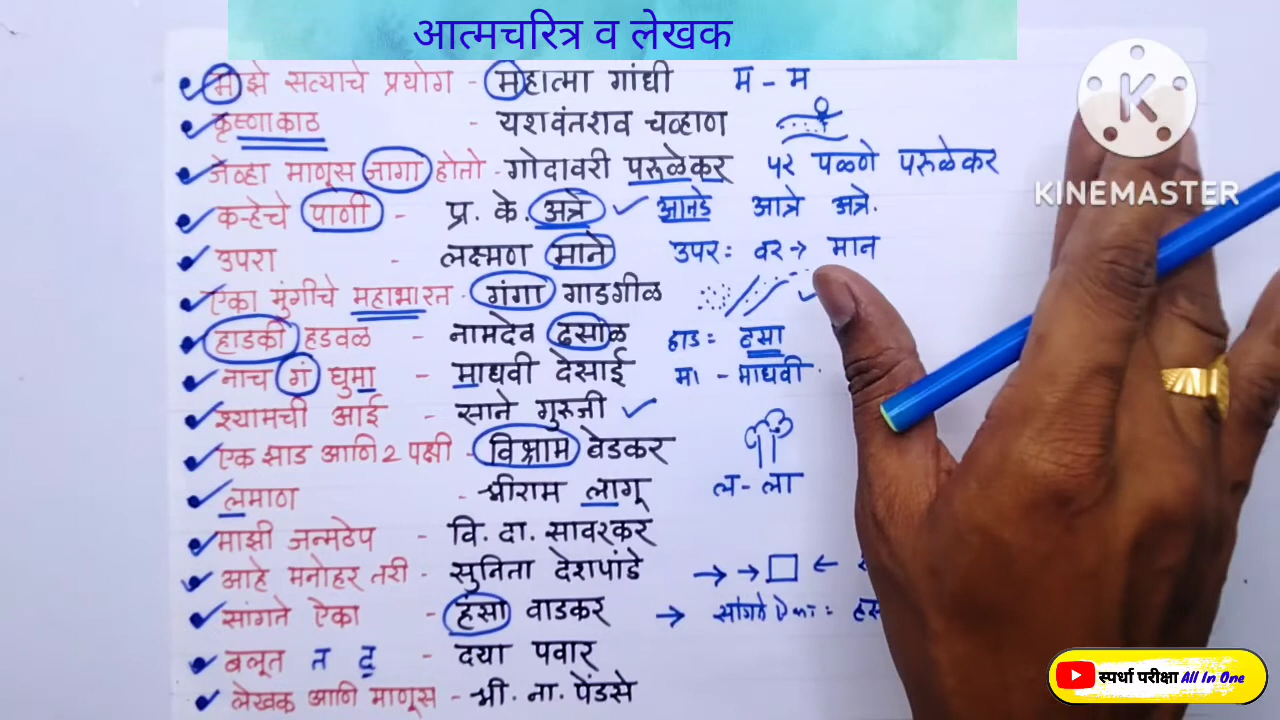 आत्मचरित्र व लेखक
माझे सत्याचे प्रयोग - महात्मा गांधी म - म
कृष्णाकाठ - यशवंतराव चव्हाण
जेव्हा माणूस जागा होतो - गोदावरी परूळेकर पर पळणे परुळेकर
कऱ्हेचे पाणी - प्र. के. अत्रे आनडे आत्रे अत्रे.
उपरा - लक्ष्मण माने उपर: वर → मान
एका मुंगीचे महाभारत - गंगा गाडगीळ
हाडकी हडवळ - नामदेव ढसाळ हाड: ढसा
नाच गं घुमा - माधवी देसाई मा - माधवी
श्यामची आई - साने गुरुजी
एक झाड आणि 2 पक्षी - विश्राम बेडकर
लमाण - श्रीराम लागू ल - ला
माझी जन्मठेप - वि. दा. सावरकर
आहे मनोहर तरी - सुनिता देशपांडे → → ←
सांगते ऐका - हंसा वाडकर → सांगते
बलूत त दू - दया पवार
लेखक आणि माणूस - श्री. ना. पेंडसे
K
KINEMASTER
स्पर्धा परीक्षा All In One